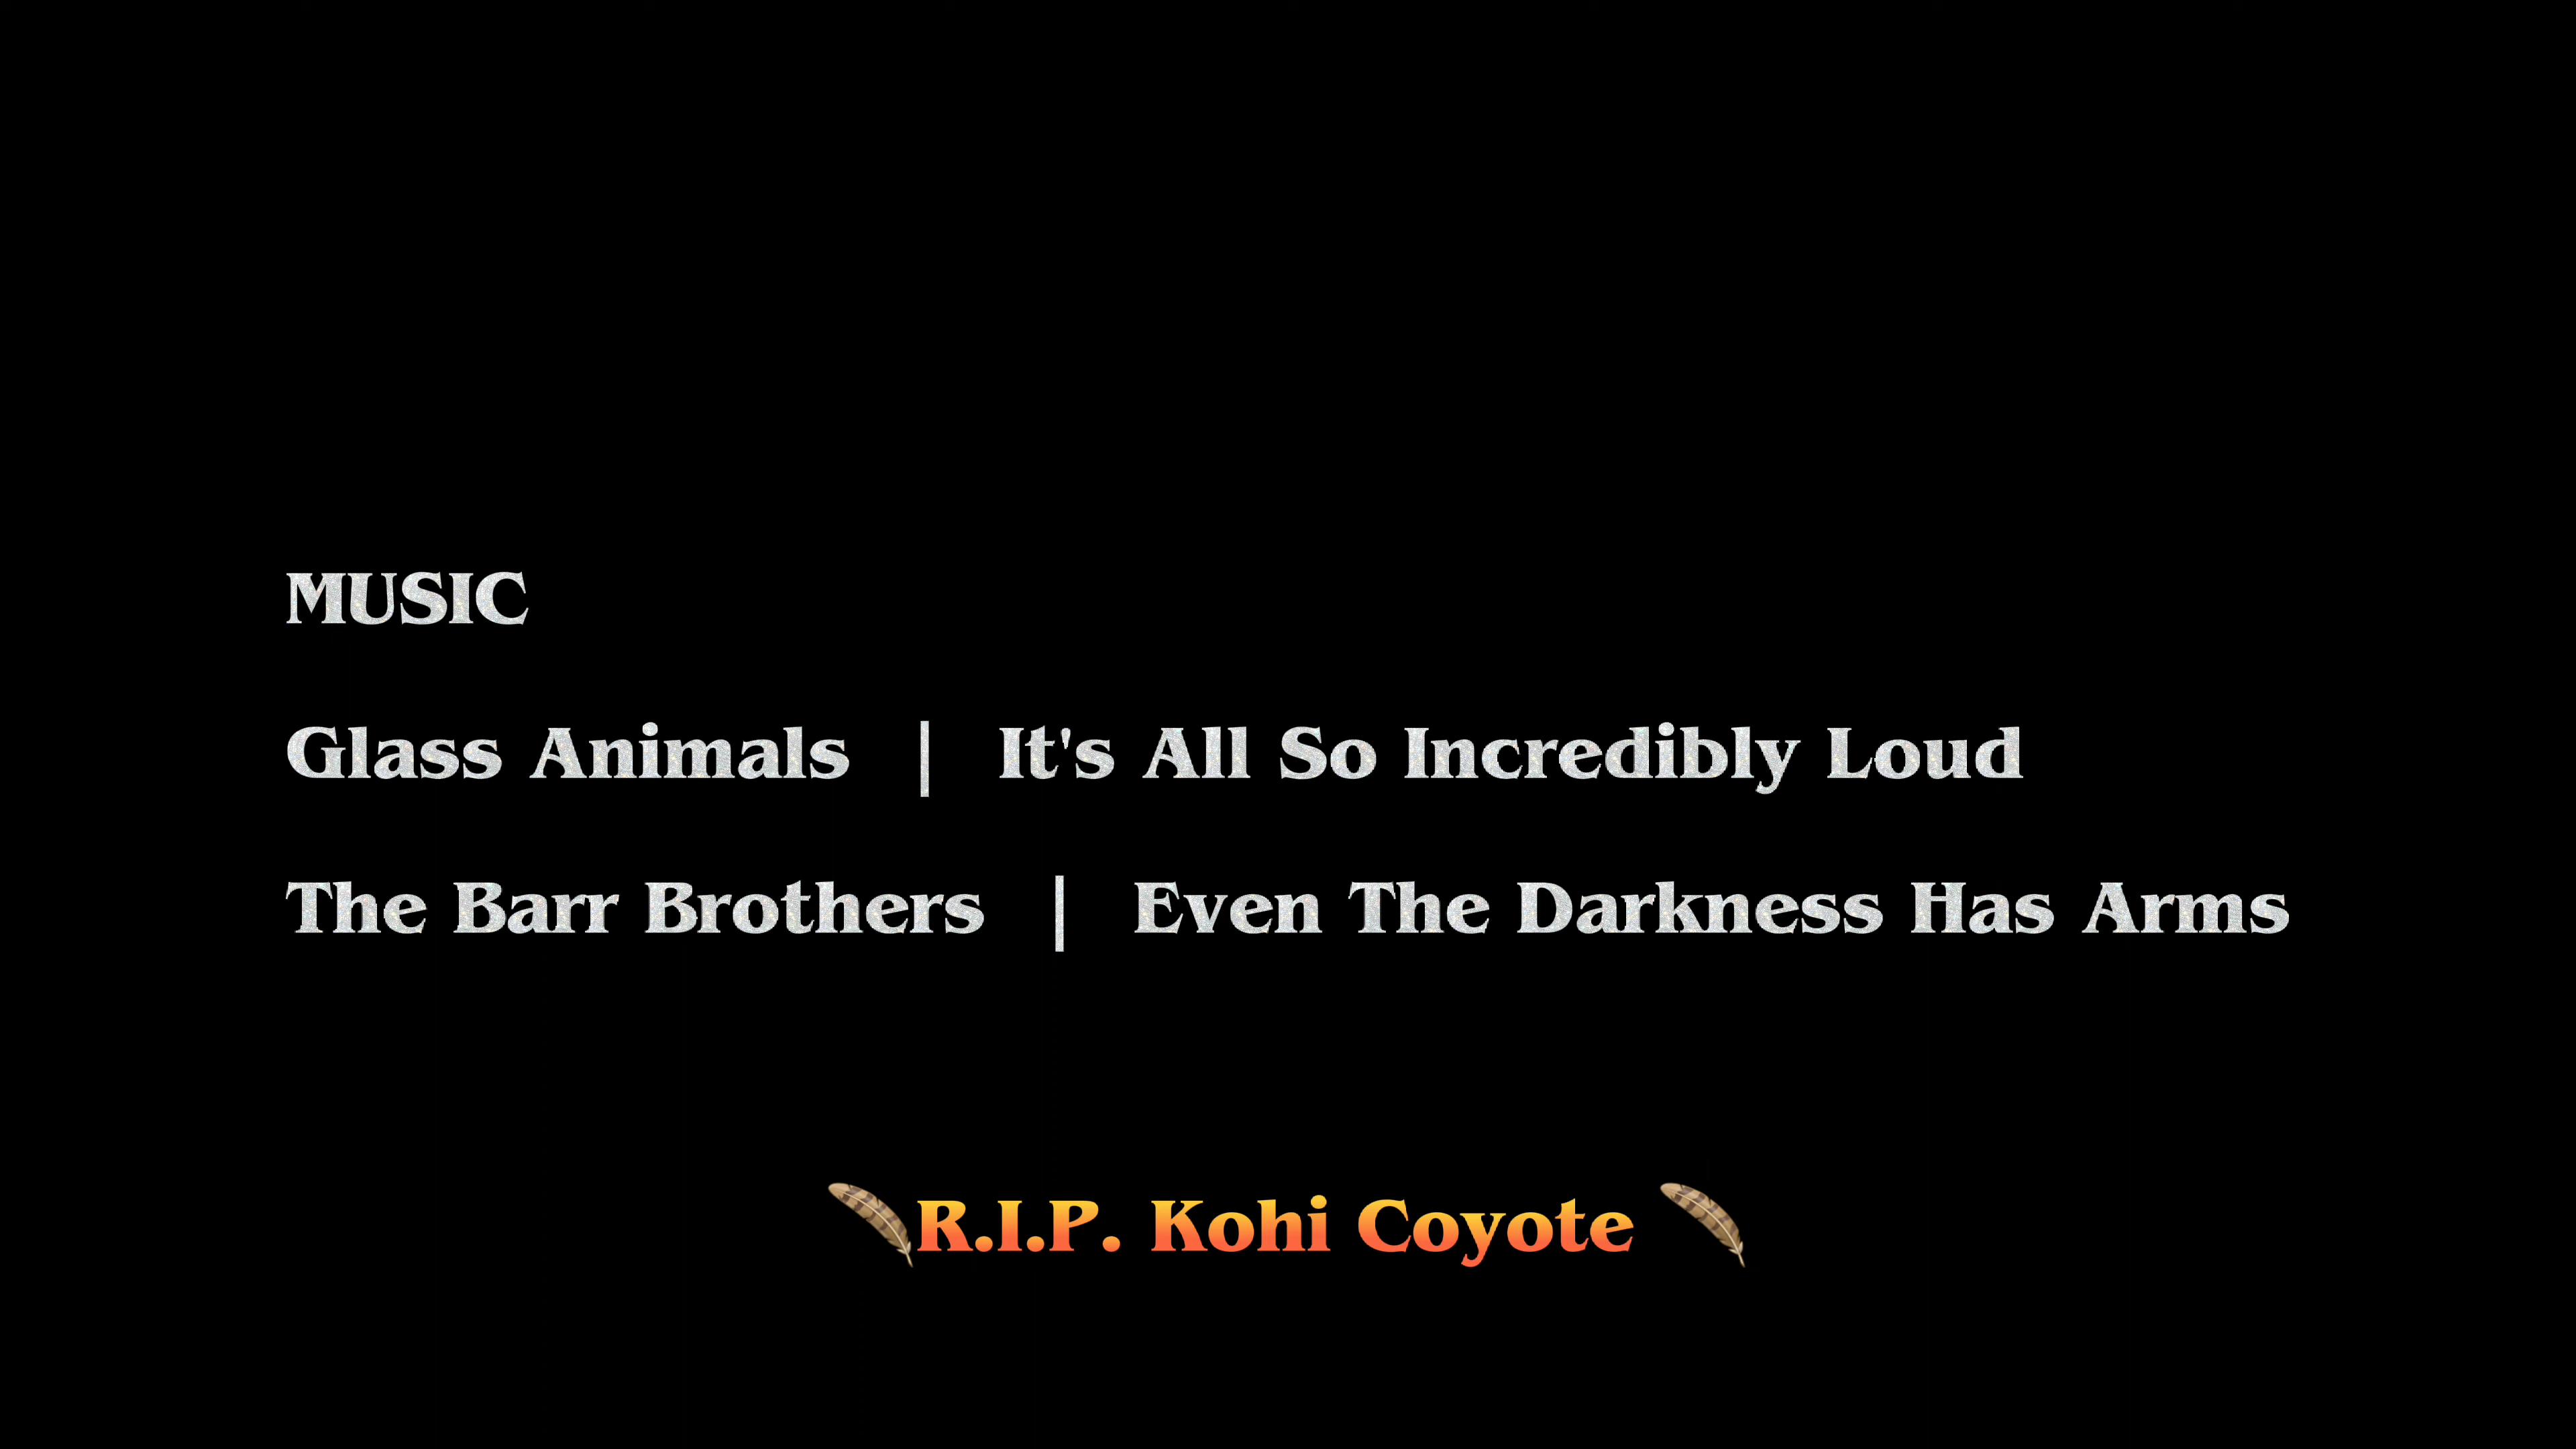 MUSIC
Glass Animals | It's All So Incredibly Loud
The Barr Brothers | Even The Darkness Has Arms
R.I.P. Kohi Coyote